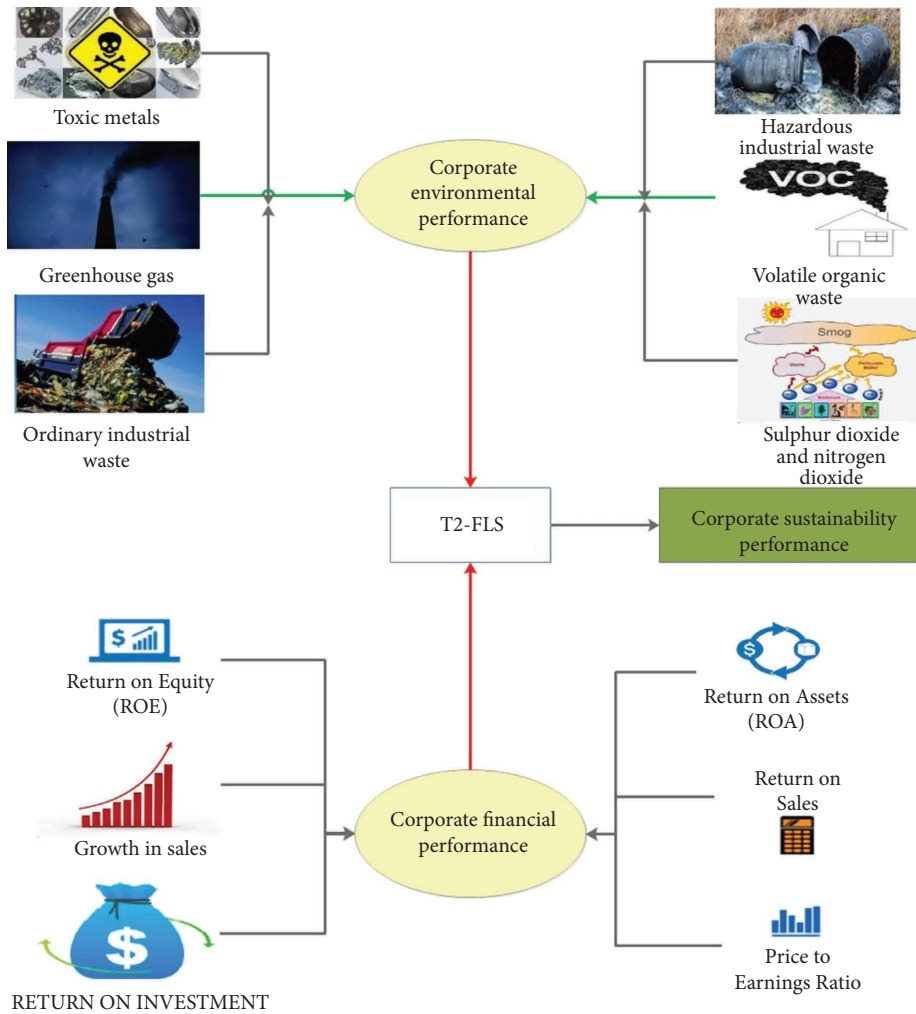 Toxic metals
Greenhouse gas
Ordinary industrial
waste
Corporate
environmental
performance
Hazardous
industrial waste
VOC
Volatile organic
waste
Smog
Sulphur dioxide
and nitrogen
dioxide
T2-FLS
Corporate sustainability
performance
$
Return on Equity
(ROE)
Growth in sales
$
RETURN ON INVESTMENT
Corporate financial
performance
$
Return on Assets
(ROA)
Return on
Sales
Price to
Earnings Ratio